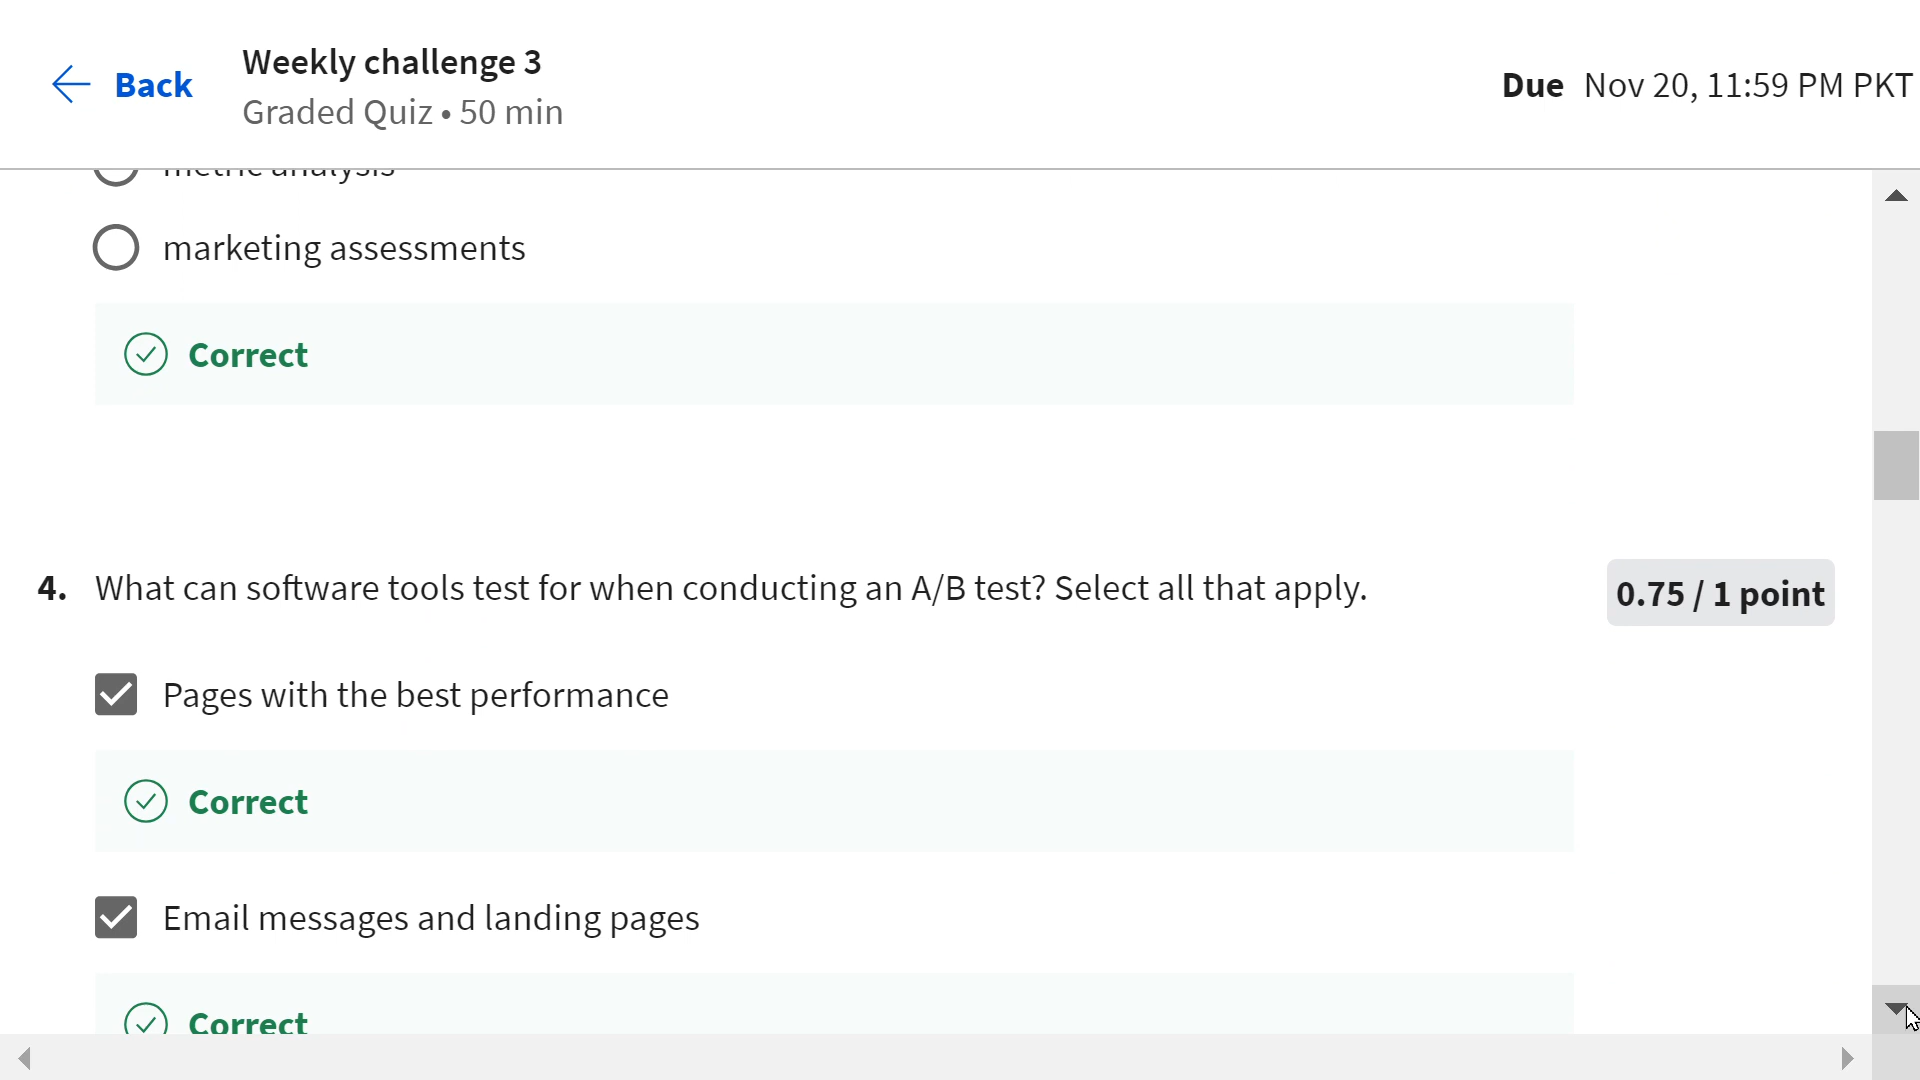 Back
Weekly challenge 3
Graded Quiz • 50 min
Due Nov 20, 11:59 PM PKT
metric analysis
marketing assessments
Correct
4. What can software tools test for when conducting an A/B test? Select all that apply.
0.75 / 1 point
Pages with the best performance
Correct
Email messages and landing pages
Correct